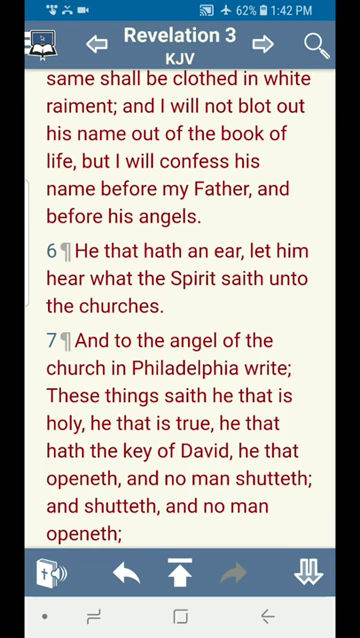 62% 1:42 PM
Revelation 3
KJV
same shall be clothed in white
raiment; and I will not blot out
his name out of the book of
life, but I will confess his
name before my Father, and
before his angels.
6 ¶ He that hath an ear, let him
hear what the Spirit saith unto
the churches.
7 ¶ And to the angel of the
church in Philadelphia write;
These things saith he that is
holy, he that is true, he that
hath the key of David, he that
openeth, and no man shutteth;
and shutteth, and no man
openeth;